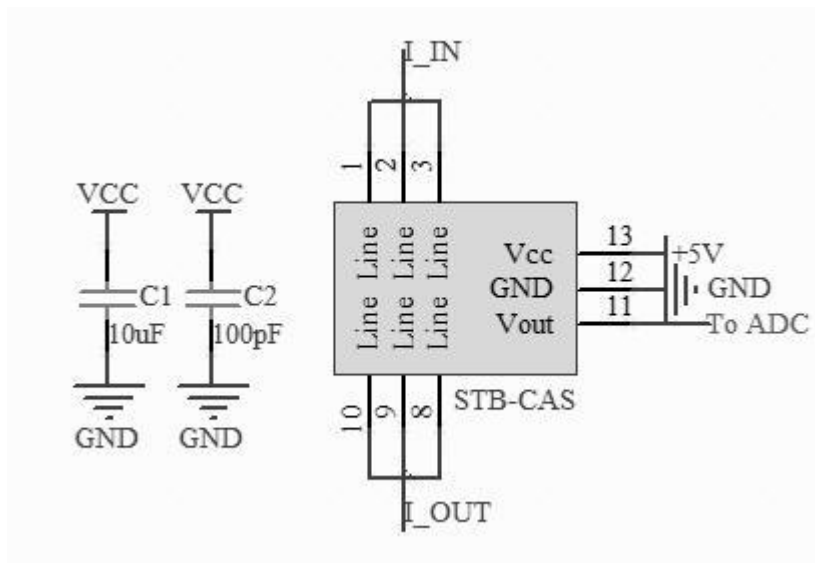 I_IN
1 2 3
VCC VCC
Line Line Line
Vcc 13 +5V
GND 12 GND
Vout 11 To ADC
Line Line Line
C1 C2
10uF 100pF
GND GND
STB-CAS
10 9 8
I_OUT